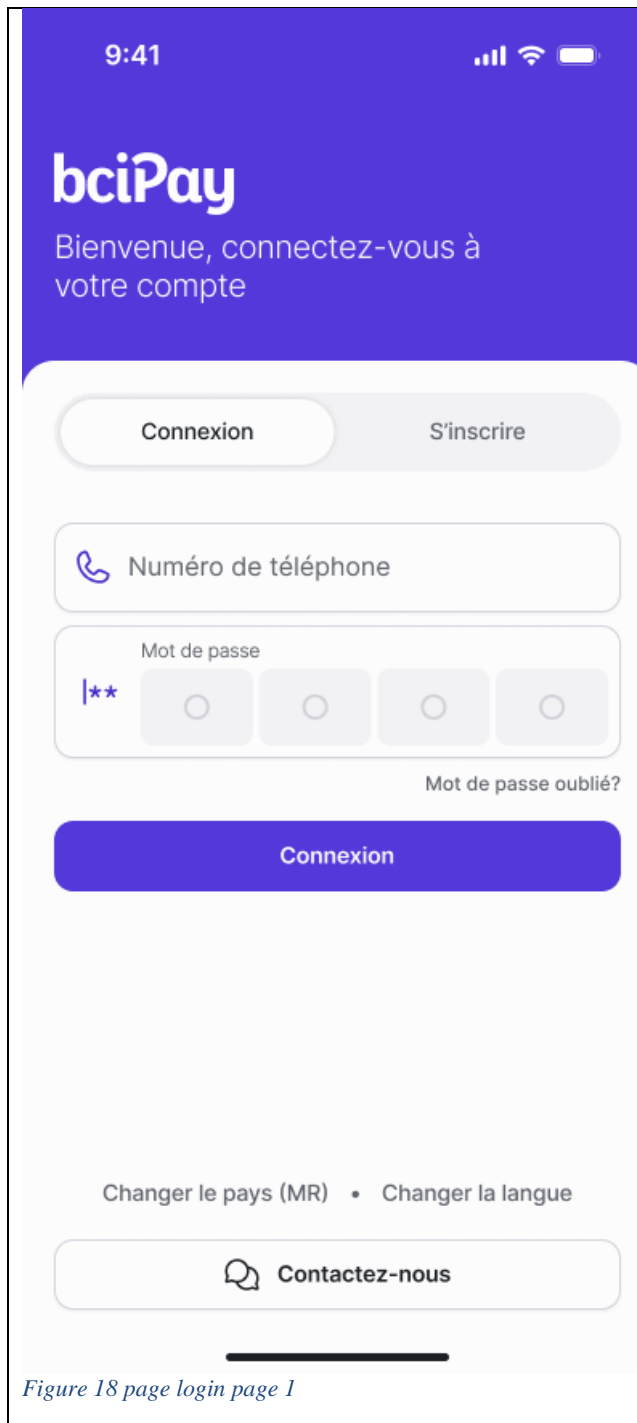 9:41
bciPay
Bienvenue, connectez-vous à
votre compte
Connexion S'inscrire
Numéro de téléphone
Mot de passe
|**
Mot de passe oublié?
Connexion
Changer le pays (MR) • Changer la langue
Contactez-nous
Figure 18 page login page 1